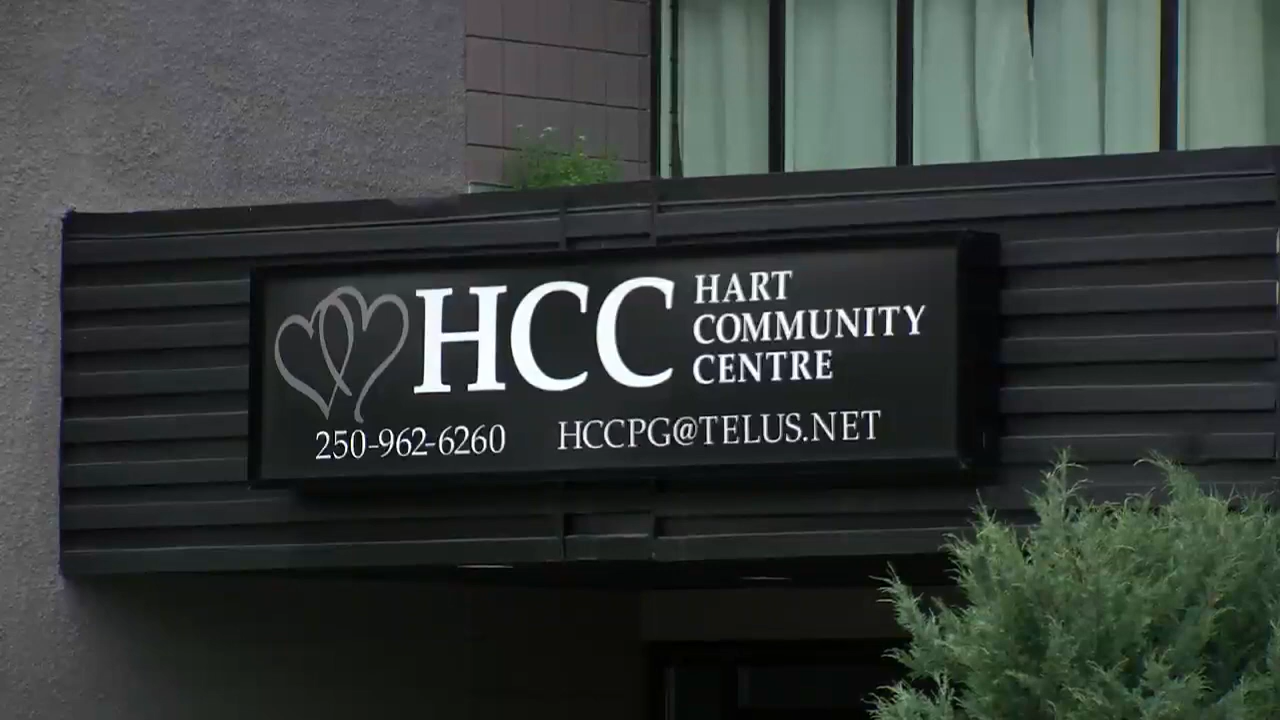 HCC
HART
COMMUNITY
CENTRE
250-962-6260 HCCPG@TELUS.NET